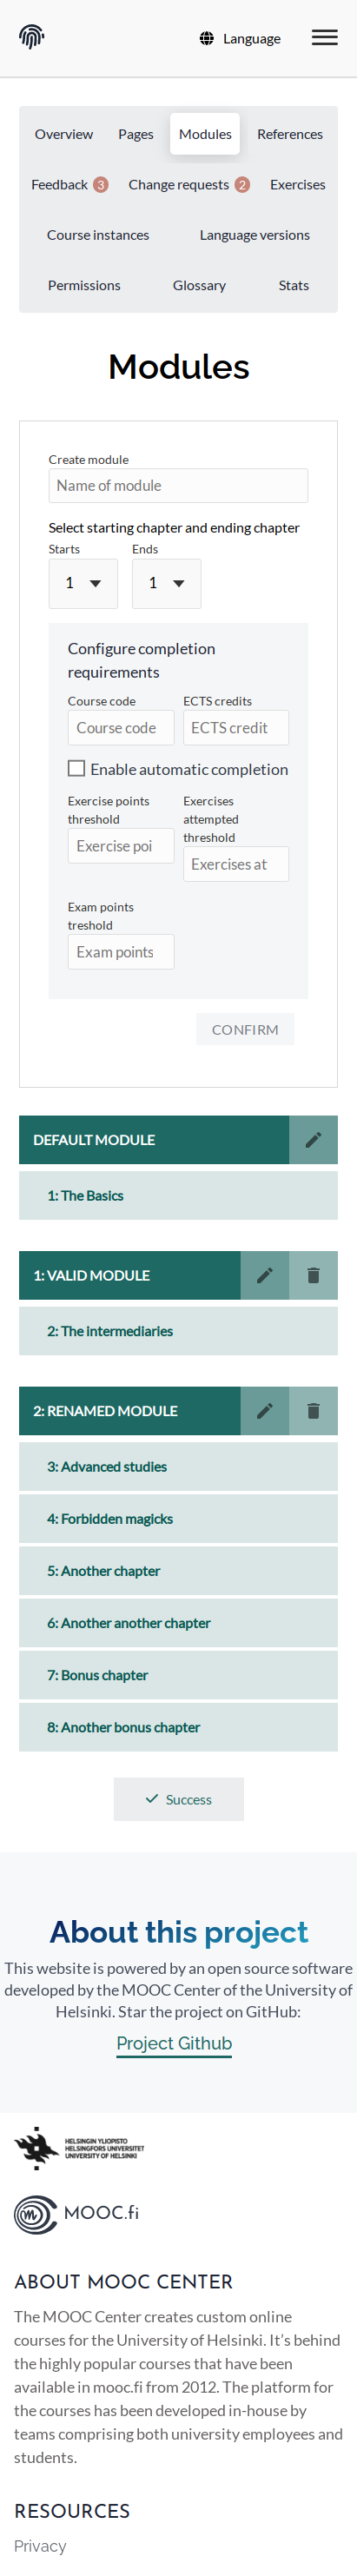 Language
Overview Pages Modules References
Feedback 3 Change requests 2 Exercises
Course instances Language versions
Permissions Glossary Stats
Modules
Create module
Name of module
Select starting chapter and ending chapter
Starts Ends
1 1
Configure completion
requirements
Course code ECTS credits
Course code ECTS credit
Enable automatic completion
Exercise points
threshold
Exercise poi
Exercises
attempted
threshold
Exercises at
Exam points
treshold
Exam points
CONFIRM
DEFAULT MODULE
1: The Basics
1: VALID MODULE
2: The intermediaries
2: RENAMED MODULE
3: Advanced studies
4: Forbidden magicks
5: Another chapter
6: Another another chapter
7: Bonus chapter
8: Another bonus chapter
Success
About this project
This website is powered by an open source software
developed by the MOOC Center of the University of
Helsinki. Star the project on GitHub:
Project Github
HELSINGIN YLIOPISTO
HELSINGFORS UNIVERSITET
UNIVERSITY OF HELSINKI
MOOC.fi
ABOUT MOOC CENTER
The MOOC Center creates custom online
courses for the University of Helsinki. It’s behind
the highly popular courses that have been
available in mooc.fi from 2012. The platform for
the courses has been developed in-house by
teams comprising both university employees and
students.
RESOURCES
Privacy